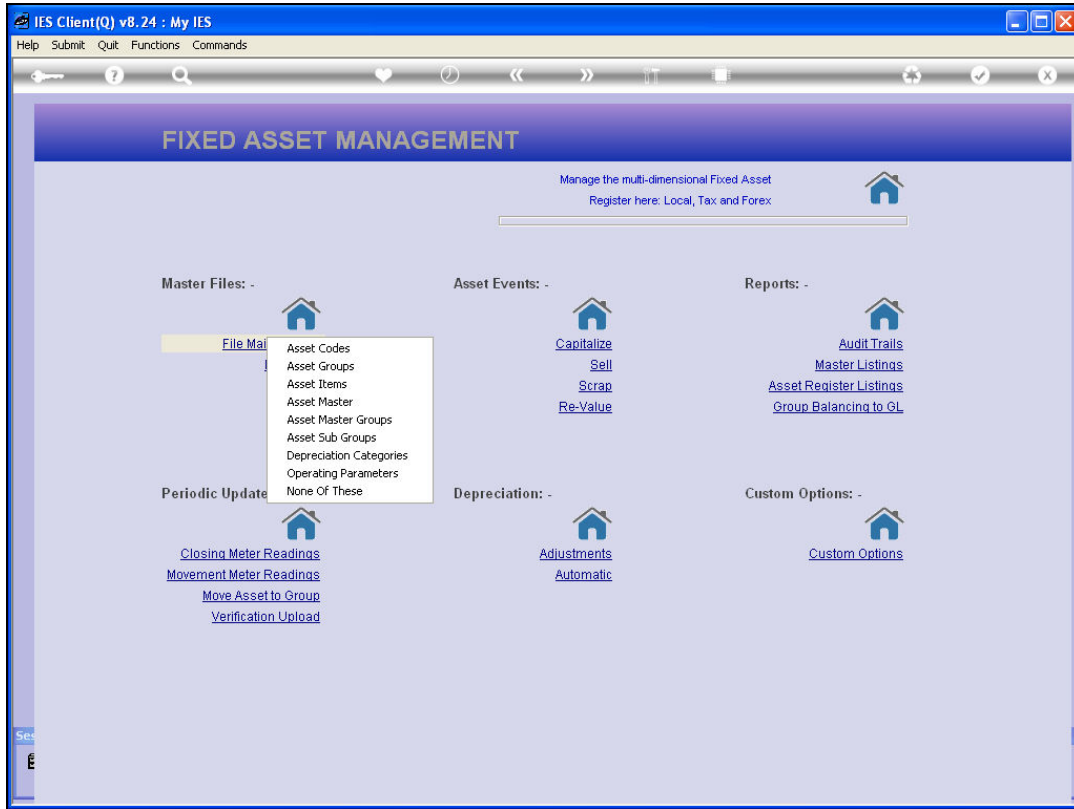 IES Client(Q) v8.24 : My IES
Help Submit Quit Functions Commands
FIXED ASSET MANAGEMENT
Manage the multi-dimensional Fixed Asset
Register here: Local, Tax and Forex
Master Files: -
File Mai
Asset Codes
Asset Groups
Asset Items
Asset Master
Asset Master Groups
Asset Sub Groups
Depreciation Categories
Operating Parameters
None Of These
Asset Events: -
Capitalize
Sell
Scrap
Re-Value
Reports: -
Audit Trails
Master Listings
Asset Register Listings
Group Balancing to GL
Periodic Update
Closing Meter Readings
Movement Meter Readings
Move Asset to Group
Verification Upload
Depreciation: -
Adjustments
Automatic
Custom Options: -
Custom Options
Ses